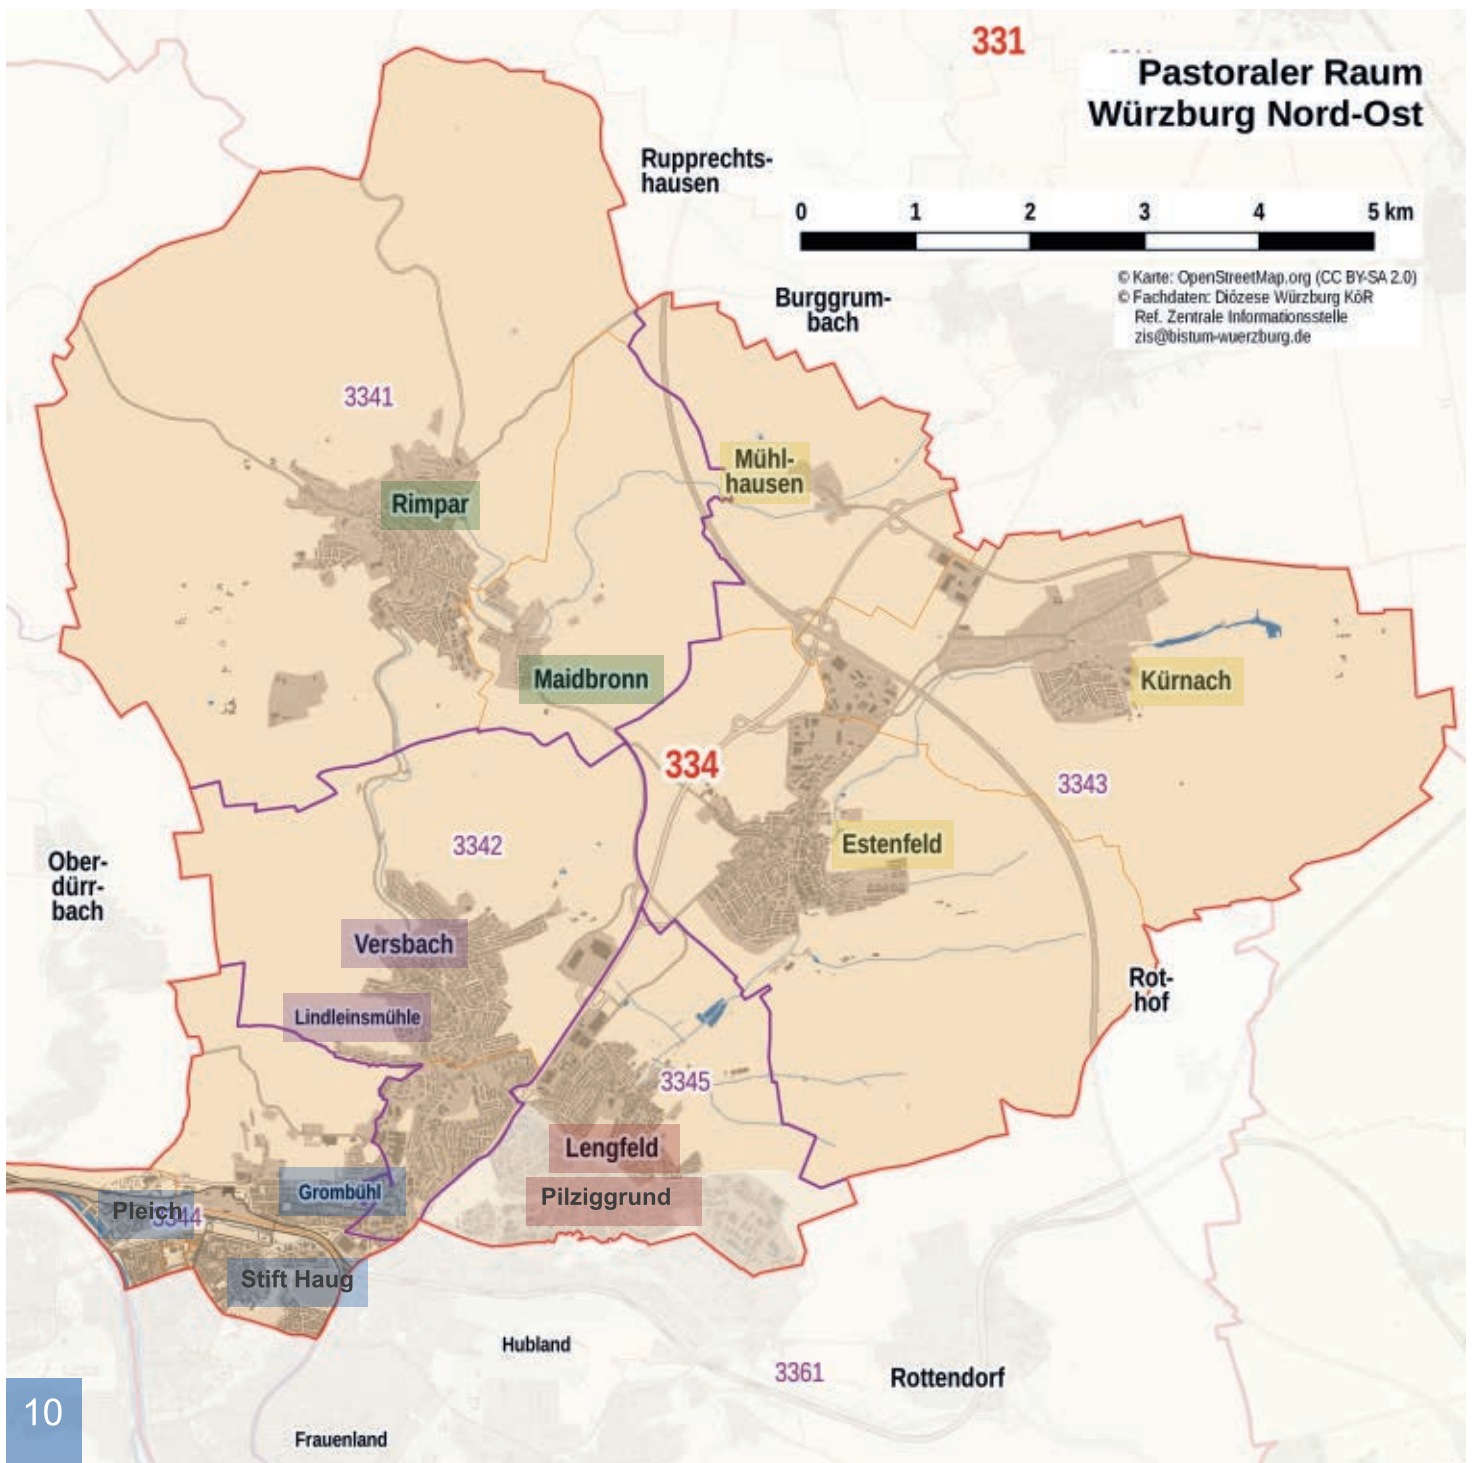 331
Pastoraler Raum
Würzburg Nord-Ost
Rupprechts-
hausen
0 1 2 3 4 5 km
© Karte: OpenStreetMap.org (CC BY-SA 2.0)
© Fachdaten: Diözese Würzburg KöR
Ref. Zentrale Informationsstelle
zis@bistum-wuerzburg.de
Burggrum-
bach
3341
Mühl-
hausen
Rimpar
Maidbronn
Kürnach
334
3343
3342
Estenfeld
Ober-
dürr-
bach
Versbach
Rot-
hof
Lindleinsmühle
3345
Lengfeld
Grombühl
Pilziggrund
Pleich
3344
Stift Haug
Hubland
3361
Rottendorf
10
Frauenland